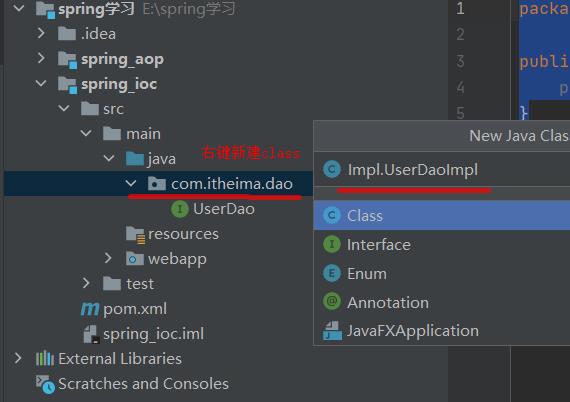 spring学习 E:\spring学习
.idea
spring_aop
spring_ioc
src
main
java
右键新建class
com.itheima.dao
UserDao
resources
webapp
test
pom.xml
spring_ioc.iml
External Libraries
Scratches and Consoles
1 packa
2
3 publi
4 p
5 }
New Java Clas
Impl.UserDaoImpl
Class
Interface
Enum
Annotation
JavaFXApplication